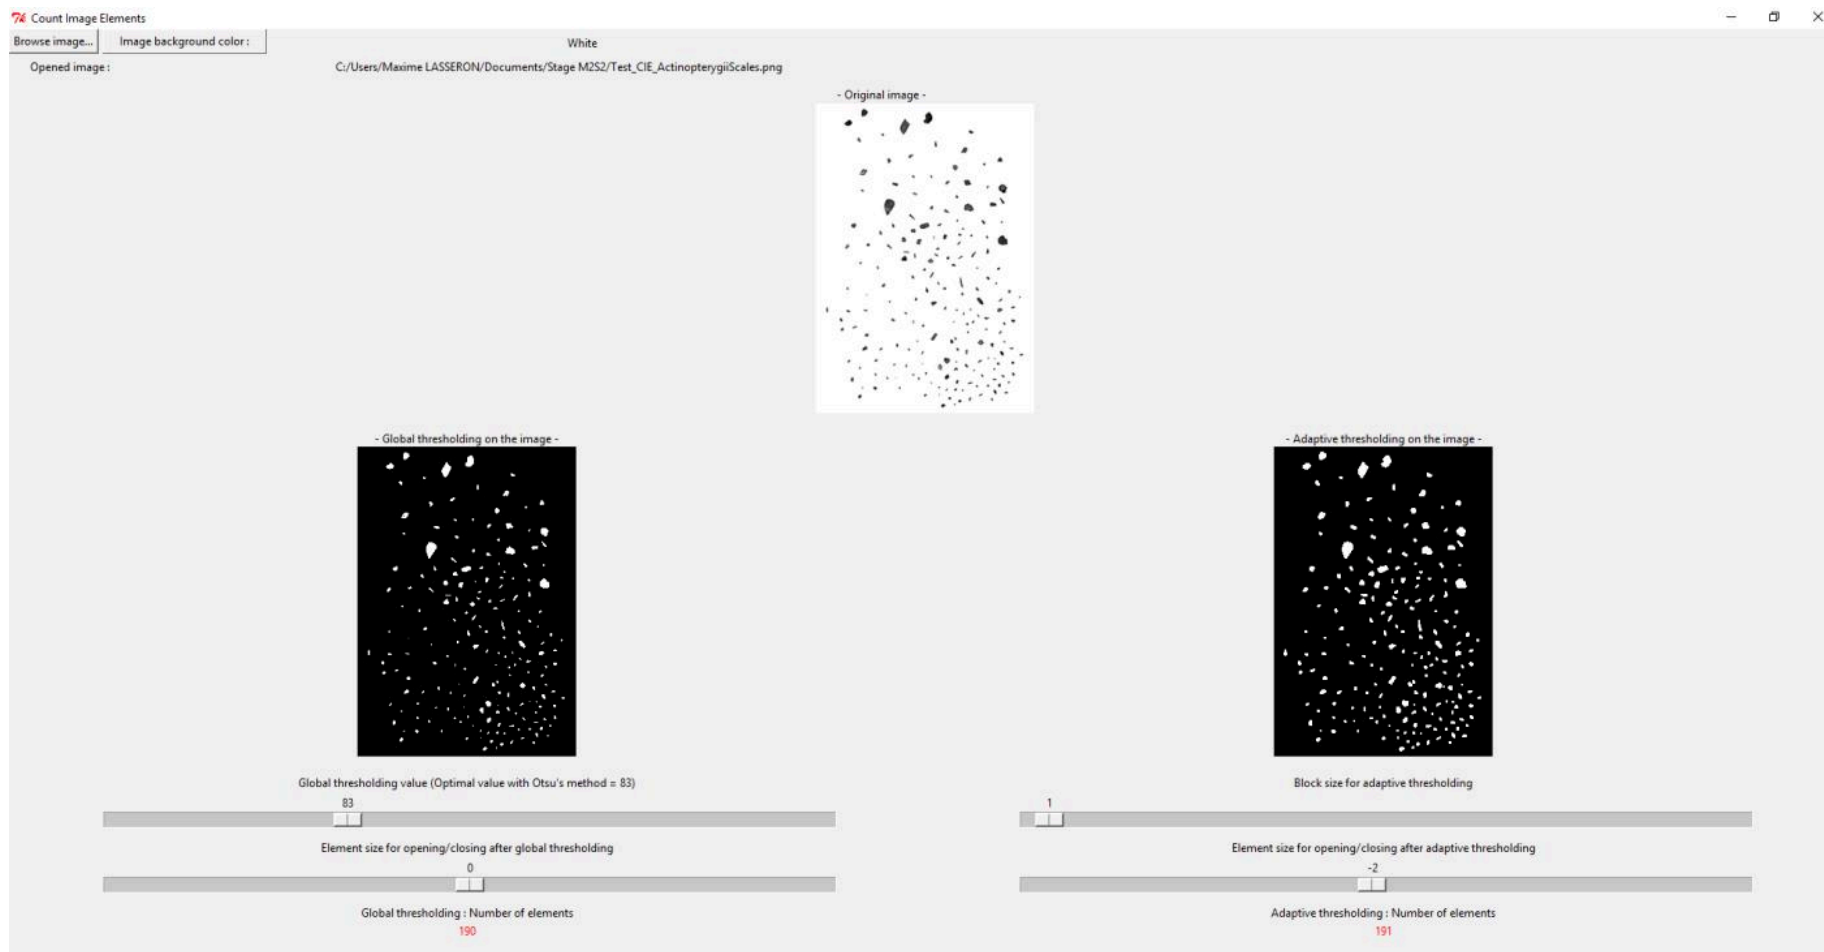 Count Image Elements
Browse image... Image background color : White
Opened image : C:/Users/Maxime LASSERON/Documents/Stage M2S2/Test_CIE_ActinopterygiiScales.png
- Original image -
- Global thresholding on the image -
- Adaptive thresholding on the image -
Global thresholding value (Optimal value with Otsu's method = 83)
Block size for adaptive thresholding
83
1
Element size for opening/closing after global thresholding
Element size for opening/closing after adaptive thresholding
0
-2
Global thresholding : Number of elements
Adaptive thresholding : Number of elements
190
191